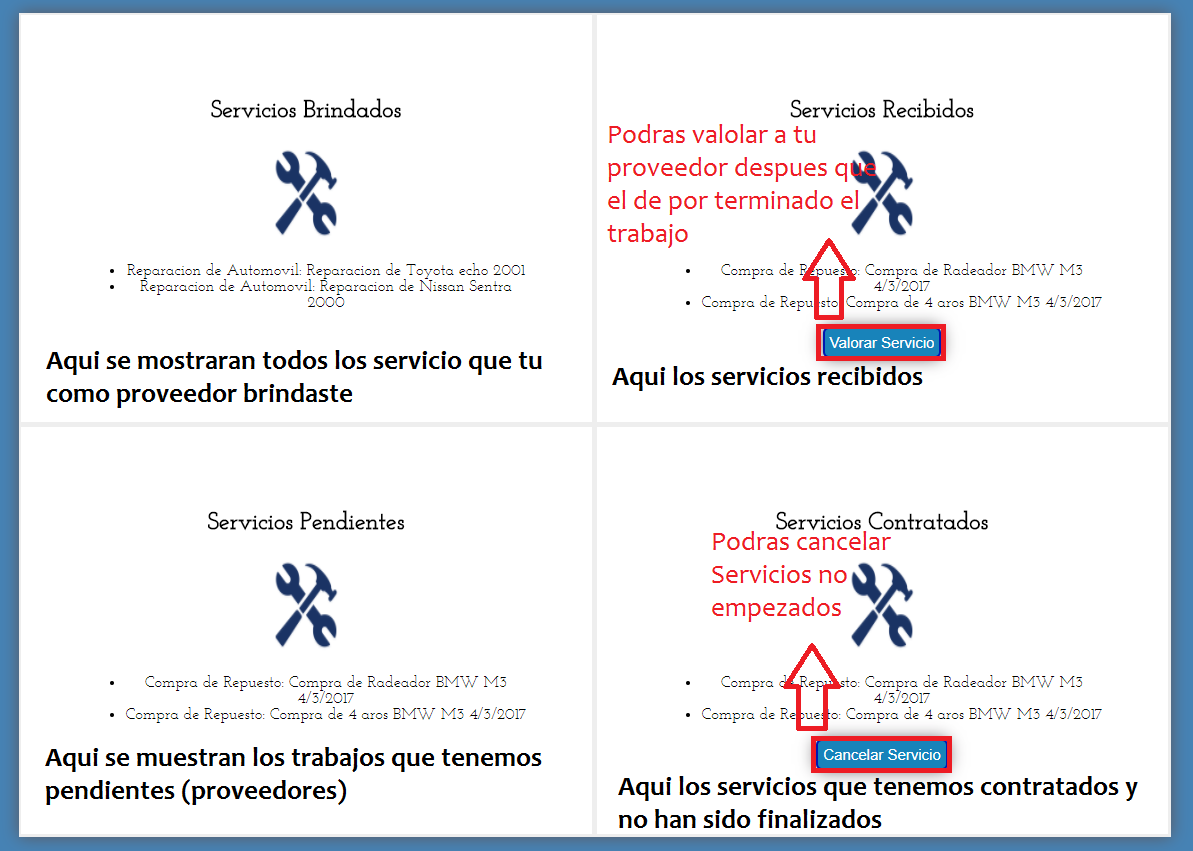 Servicios Brindados
• Reparacion de Automovil: Reparacion de Toyota echo 2001
• Reparacion de Automovil: Reparacion de Nissan Sentra
2000
Aqui se mostraran todos los servicio que tu
como proveedor brindaste
Servicios Recibidos
Podras valolar a tu
proveedor despues que
el de por terminado el
trabajo
• Compra de Repuesto: Compra de Radeador BMW M3
4/3/2017
• Compra de Repuesto: Compra de 4 aros BMW M3 4/3/2017
Valorar Servicio
Aqui los servicios recibidos
Servicios Pendientes
• Compra de Repuesto: Compra de Radeador BMW M3
4/3/2017
• Compra de Repuesto: Compra de 4 aros BMW M3 4/3/2017
Aqui se muestran los trabajos que tenemos
pendientes (proveedores)
Servicios Contratados
Podras cancelar
Servicios no
empezados
• Compra de Repuesto: Compra de Radeador BMW M3
4/3/2017
• Compra de Repuesto: Compra de 4 aros BMW M3 4/3/2017
Cancelar Servicio
Aqui los servicios que tenemos contratados y
no han sido finalizados